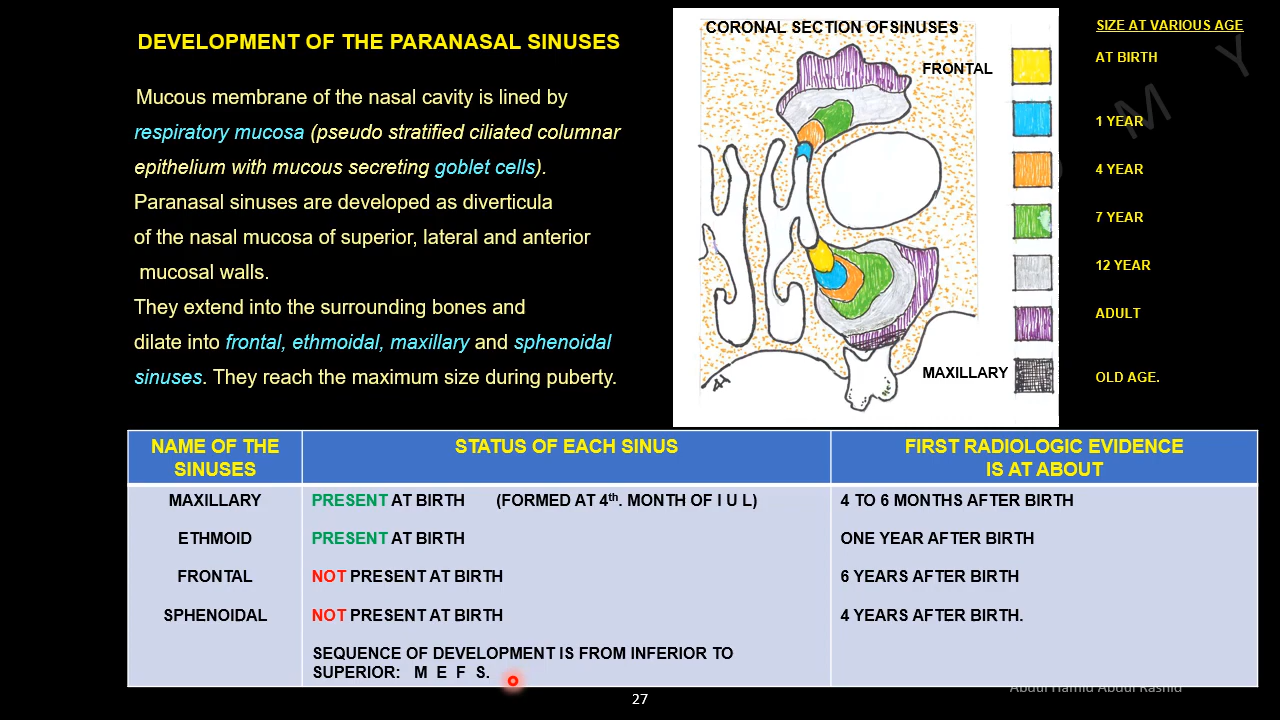 DEVELOPMENT OF THE PARANASAL SINUSES
Mucous membrane of the nasal cavity is lined by
respiratory mucosa (pseudo stratified ciliated columnar
epithelium with mucous secreting goblet cells).
Paranasal sinuses are developed as diverticula
of the nasal mucosa of superior, lateral and anterior
mucosal walls.
They extend into the surrounding bones and
dilate into frontal, ethmoidal, maxillary and sphenoidal
sinuses. They reach the maximum size during puberty.
CORONAL SECTION OFSINUSES
FRONTAL
MAXILLARY
SIZE AT VARIOUS AGE
AT BIRTH
1 YEAR
4 YEAR
7 YEAR
12 YEAR
ADULT
OLD AGE.
M Y
NAME OF THE SINUSES
STATUS OF EACH SINUS
FIRST RADIOLOGIC EVIDENCE IS AT ABOUT
MAXILLARY
PRESENT AT BIRTH (FORMED AT 4th. MONTH OF I U L)
4 TO 6 MONTHS AFTER BIRTH
ETHMOID
PRESENT AT BIRTH
ONE YEAR AFTER BIRTH
FRONTAL
NOT PRESENT AT BIRTH
6 YEARS AFTER BIRTH
SPHENOIDAL
NOT PRESENT AT BIRTH
4 YEARS AFTER BIRTH.
SEQUENCE OF DEVELOPMENT IS FROM INFERIOR TO
SUPERIOR: M E F S.
27
Abdul Hamid Abdul Rashid